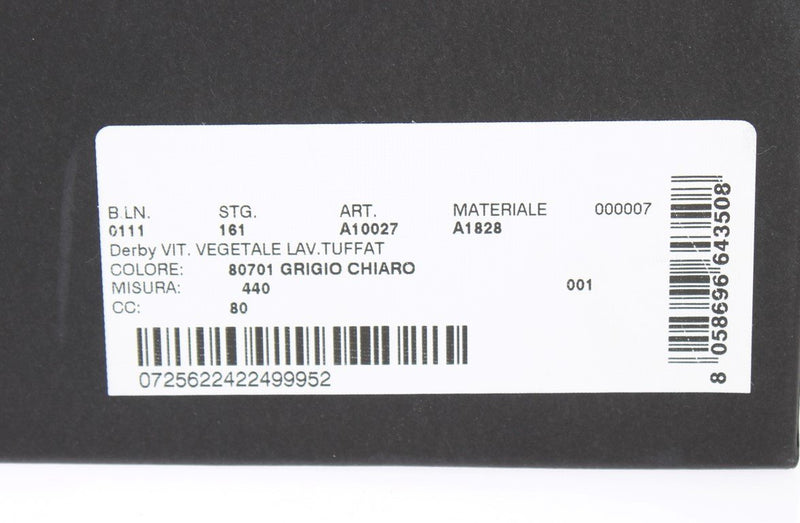 B.LN. STG. ART. MATERIALE 000007
0111 161 A10027 A1828
Derby VIT. VEGETALE LAV.TUFFAT
COLORE: 80701 GRIGIO CHIARO
MISURA: 440 001
CC: 80
0725622422499952
8 058696 643508